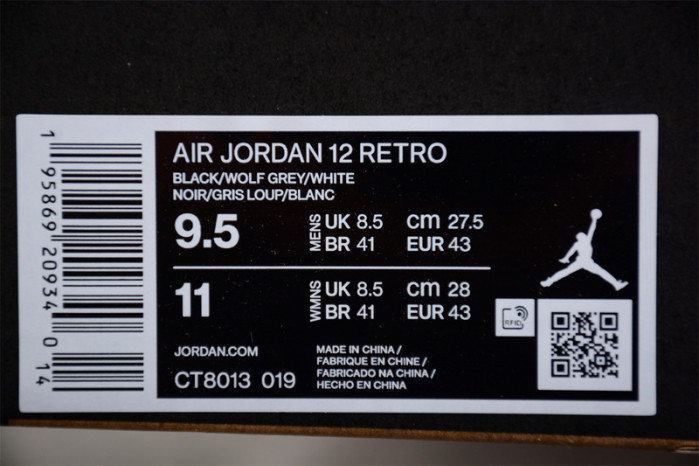 AIR JORDAN 12 RETRO
BLACK/WOLF GREY/WHITE
NOIR/GRIS LOUP/BLANC
9.5 MENS UK 8.5 cm 27.5
BR 41 EUR 43
11 WMNS UK 8.5 cm 28
BR 41 EUR 43
RFID
JORDAN.COM
CT8013 019
MADE IN CHINA /
FABRIQUE EN CHINE /
FABRICADO NA CHINA /
HECHO EN CHINA
1 95869 20934 0 14